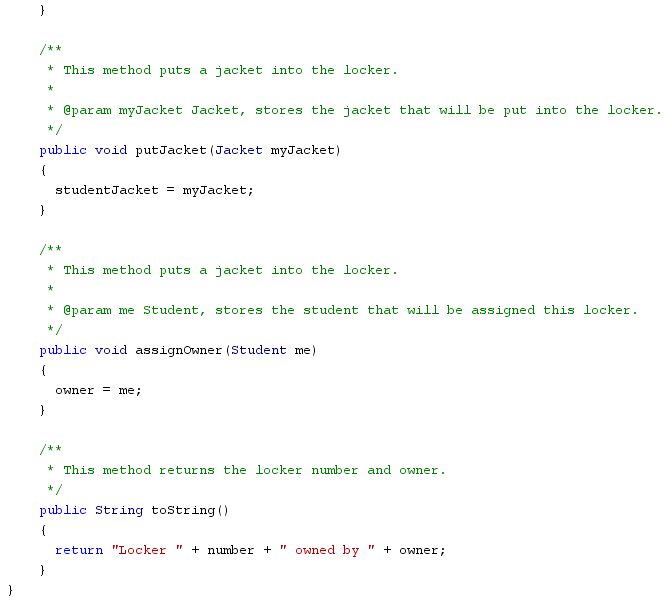 }
/**
* This method puts a jacket into the locker.
*
* @param myJacket Jacket, stores the jacket that will be put into the locker.
*/
public void putJacket(Jacket myJacket)
{
studentJacket = myJacket;
}
/**
* This method puts a jacket into the locker.
*
* @param me Student, stores the student that will be assigned this locker.
*/
public void assignOwner(Student me)
{
owner = me;
}
/**
* This method returns the locker number and owner.
*/
public String toString()
{
return "Locker " + number + " owned by " + owner;
}
}